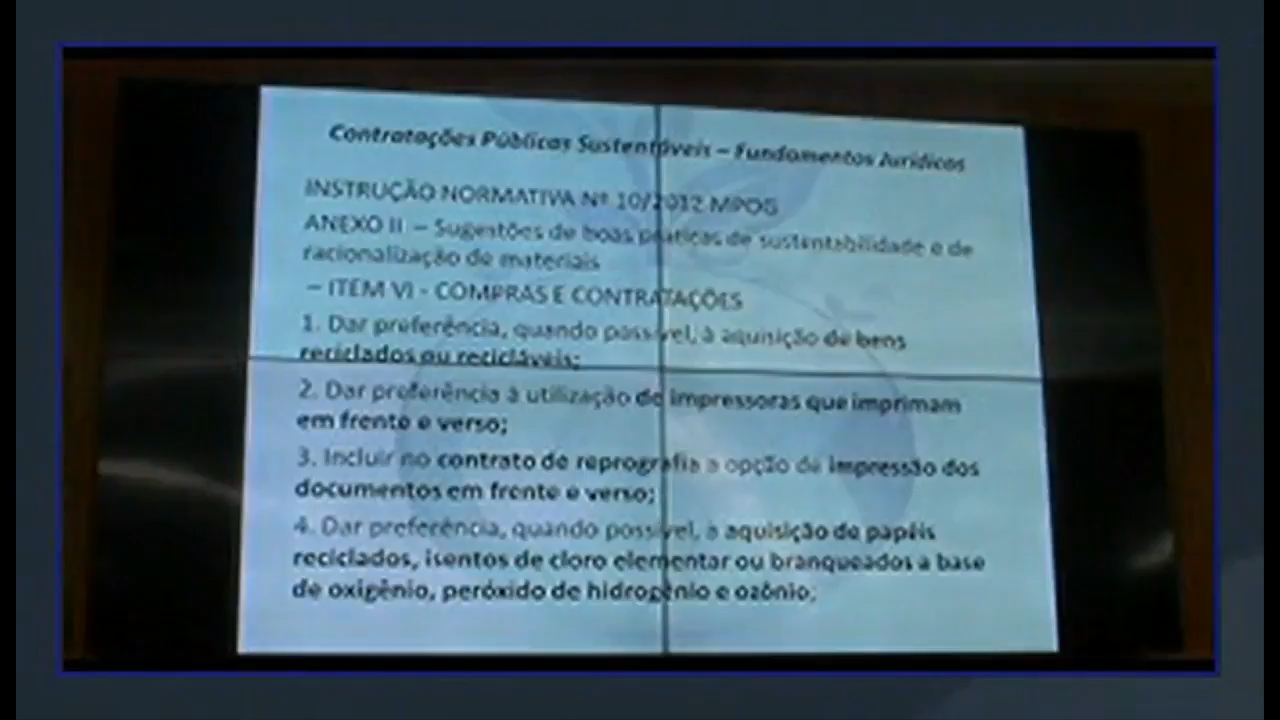 Contratações Públicas Sustentáveis – Fundamentos Jurídicos
INSTRUÇÃO NORMATIVA Nº 10/2012 MPOG
ANEXO II – Sugestões de boas práticas de sustentabilidade e de
racionalização de materiais
– ITEM VI - COMPRAS E CONTRATAÇÕES
1. Dar preferência, quando possível, à aquisição de bens
reciclados ou recicláveis;
2. Dar preferência à utilização de impressoras que imprimam
em frente e verso;
3. Incluir no contrato de reprografia a opção de impressão dos
documentos em frente e verso;
4. Dar preferência, quando possível, à aquisição de papéis
reciclados, isentos de cloro elementar ou branqueados a base
de oxigênio, peróxido de hidrogênio e ozônio;